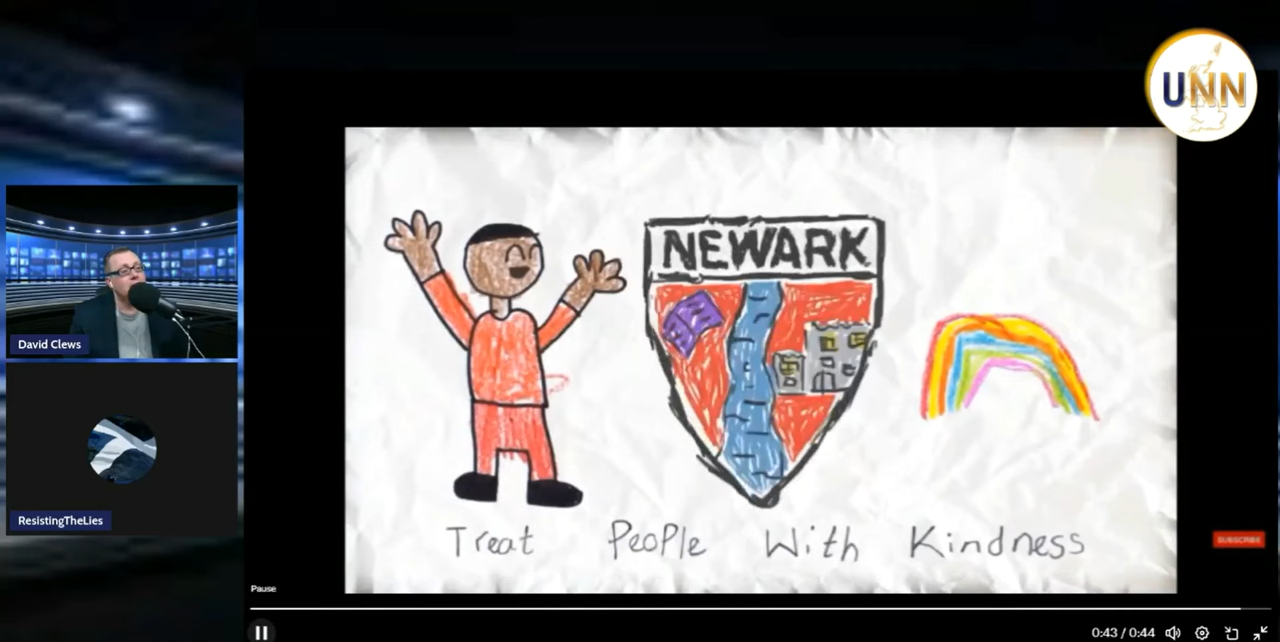 UNN
NEWARK
Treat People With Kindness
David Clews
ResistingTheLies
SUBSCRIBE
Pause
0:43 / 0:44